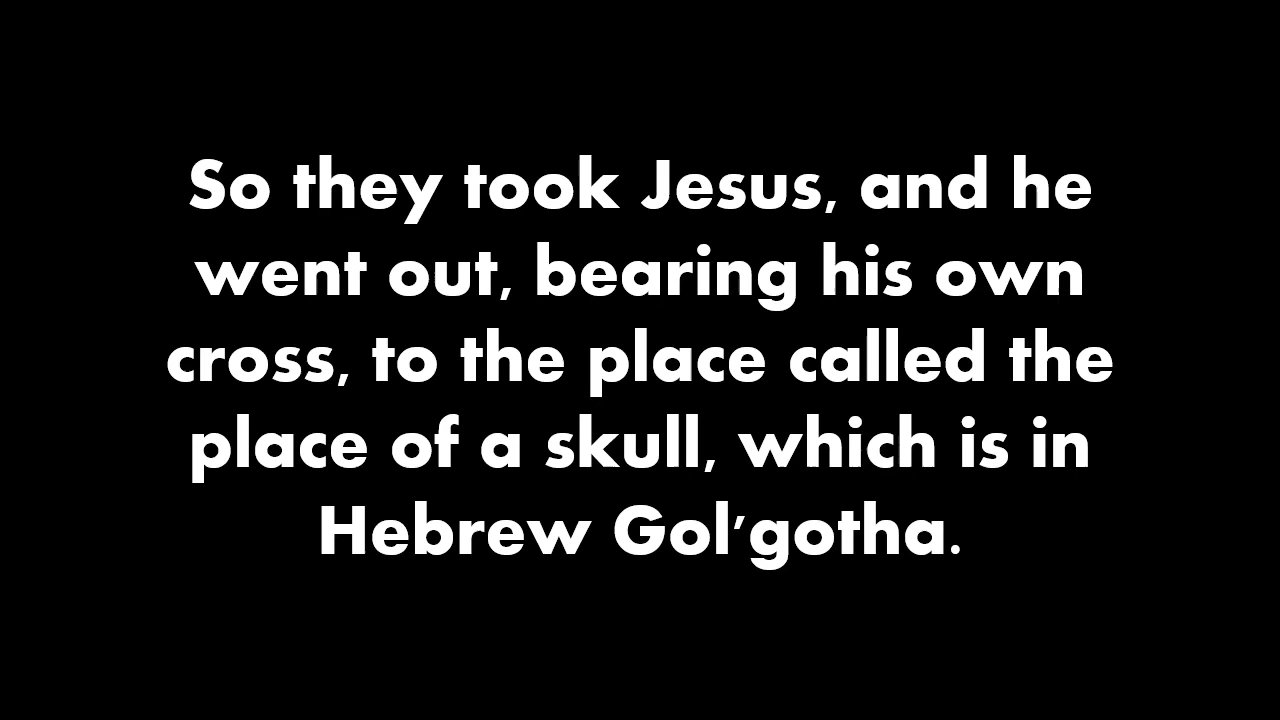 So they took Jesus, and he
went out, bearing his own
cross, to the place called the
place of a skull, which is in
Hebrew Gol'gotha.